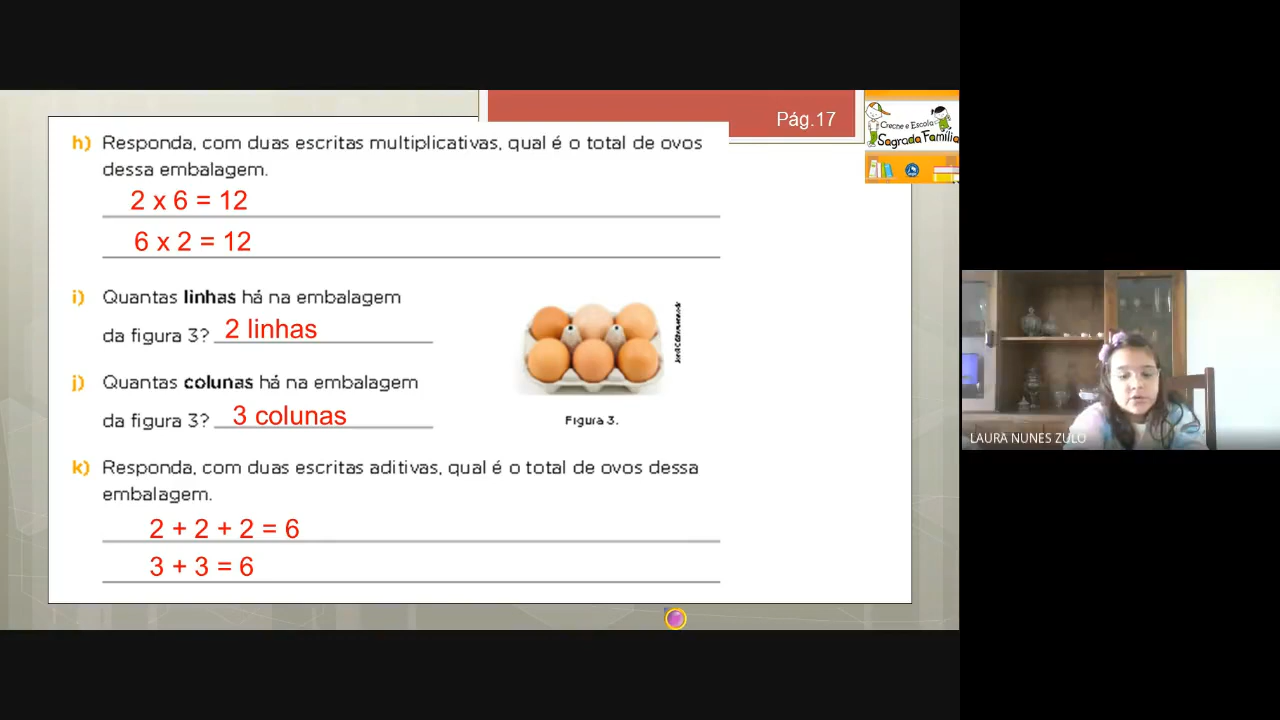 Pág.17
Creche e Escola
Sagrada Família
h) Responda, com duas escritas multiplicativas, qual é o total de ovos
dessa embalagem.
2 x 6 = 12
6 x 2 = 12
i) Quantas linhas há na embalagem
da figura 3? 2 linhas
j) Quantas colunas há na embalagem
da figura 3? 3 colunas
Figura 3.
k) Responda, com duas escritas aditivas, qual é o total de ovos dessa
embalagem.
2 + 2 + 2 = 6
3 + 3 = 6
LAURA NUNES ZULO